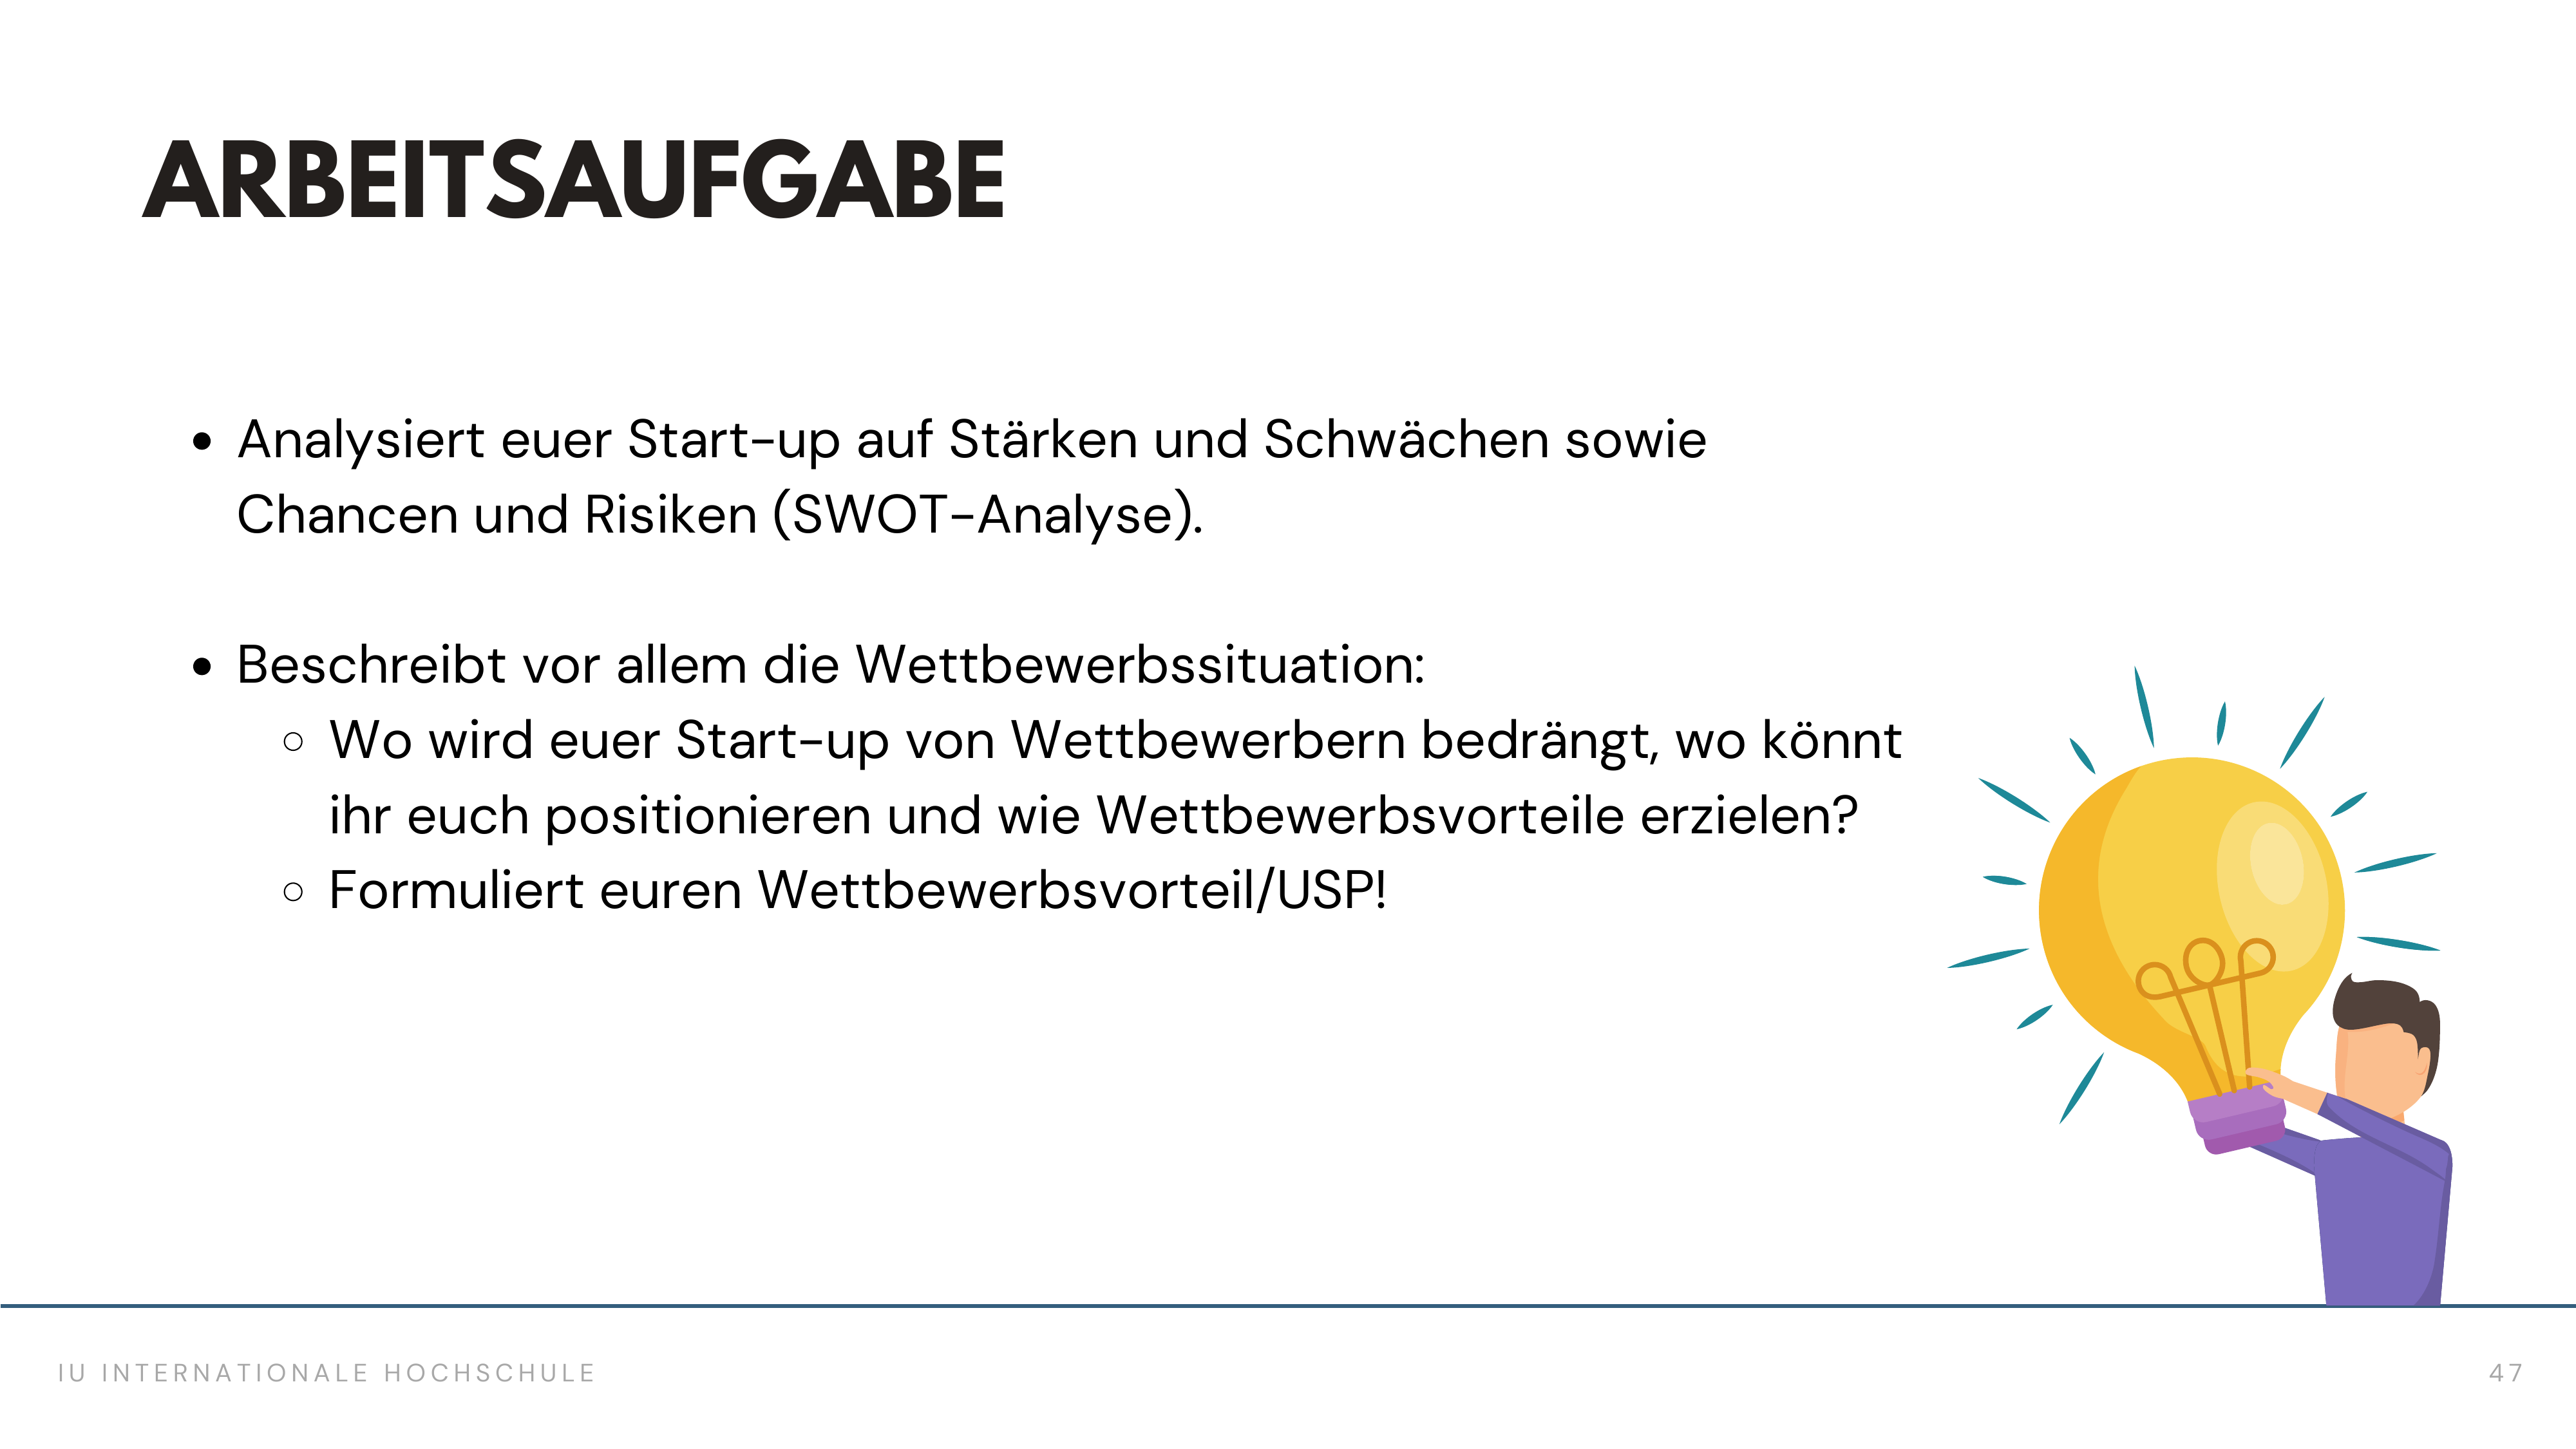 ARBEITSAUFGABE
• Analysiert euer Start-up auf Stärken und Schwächen sowie
Chancen und Risiken (SWOT-Analyse).
• Beschreibt vor allem die Wettbewerbssituation:
○ Wo wird euer Start-up von Wettbewerbern bedrängt, wo könnt
ihr euch positionieren und wie Wettbewerbsvorteile erzielen?
○ Formuliert euren Wettbewerbsvorteil/USP!
IU INTERNATIONALE HOCHSCHULE
47